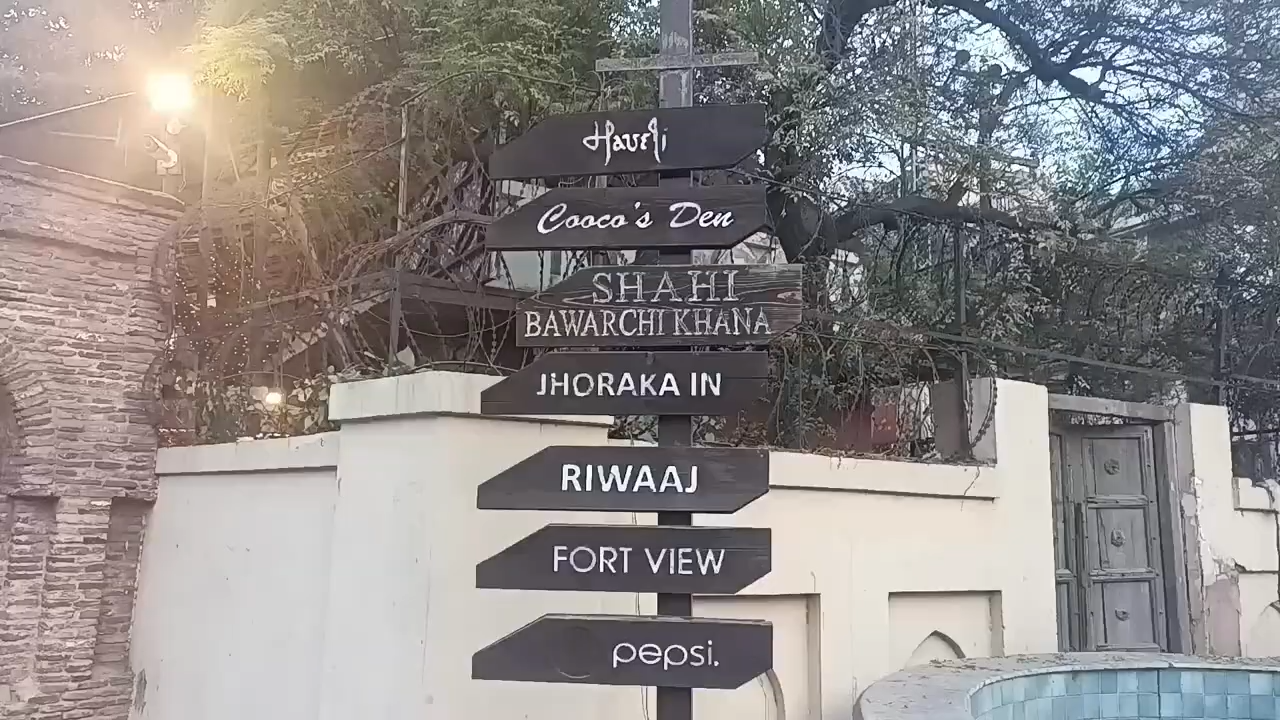 Haveli
Cooco's Den
SHAHI
BAWARCHI KHANA
JHORAKA IN
RIWAAJ
FORT VIEW
pepsi.